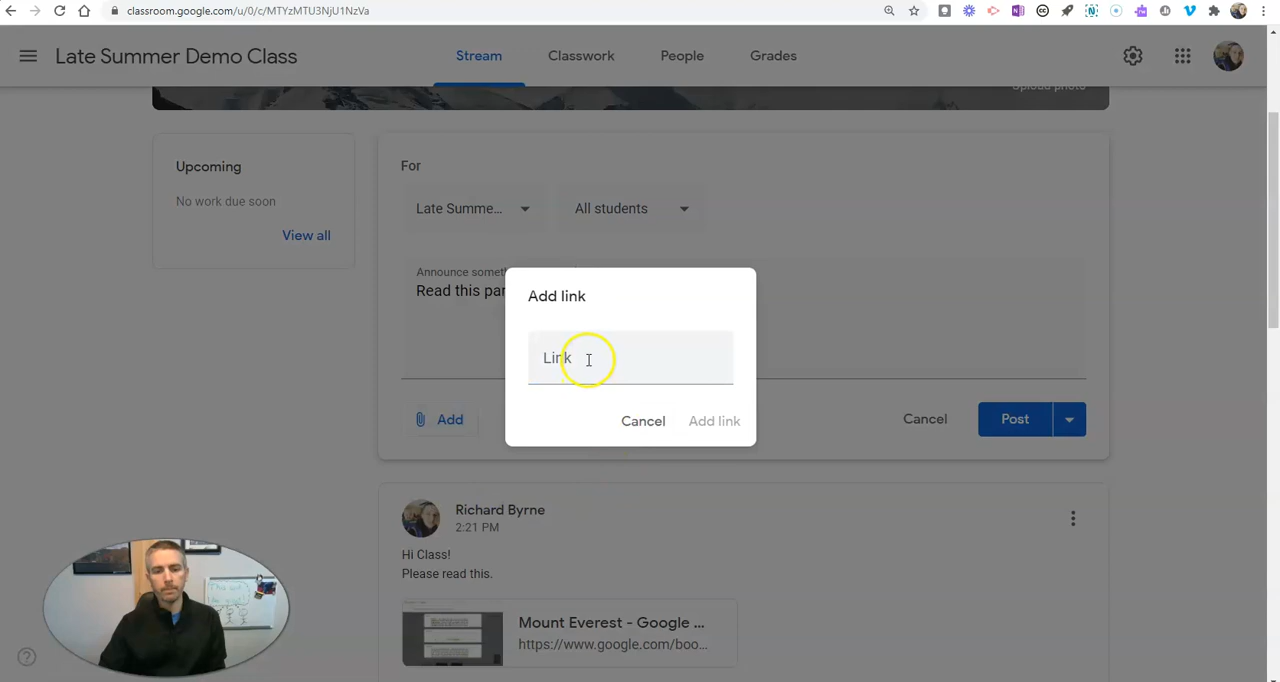 classroom.google.com/u/0/c/MTYzMTU3NjU1NzVa
Late Summer Demo Class
Stream
Classwork
People
Grades
Upload photo
Upcoming
No work due soon
View all
For
Late Summe...
All students
Announce
Read this
Add link
Link
Cancel
Add link
Add
Cancel
Post
Richard Byrne
2:21 PM
Hi Class!
Please read this.
Mount Everest - Google ...
https://www.google.com/boo...